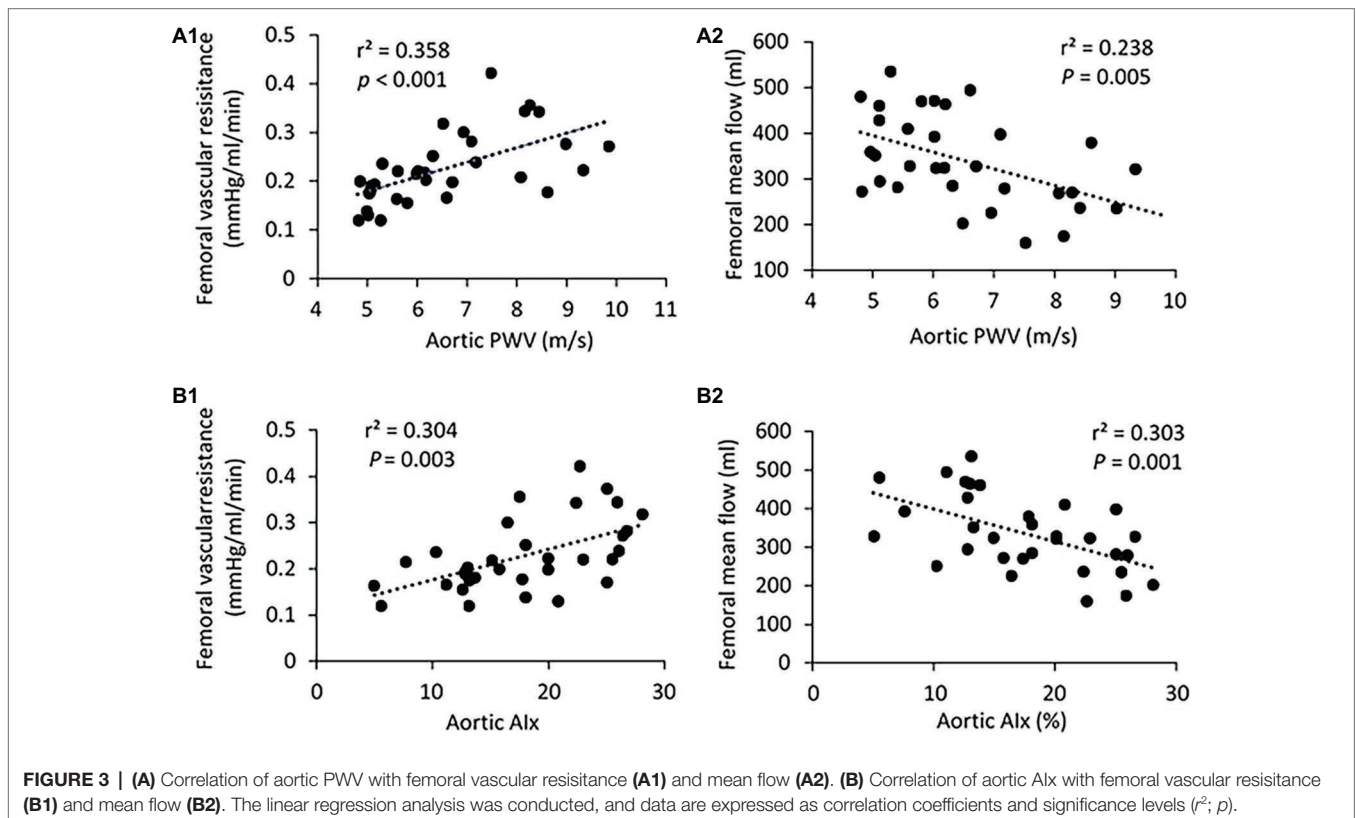 A1
Femoral vascular resisitance
(mmHg/ml/min)
0.5
0.4
0.3
0.2
0.1
0
r² = 0.358
p < 0.001
4 5 6 7 8 9 10 11
Aortic PWV (m/s)
A2
Femoral mean flow (ml)
600
500
400
300
200
100
r² = 0.238
P = 0.005
4 5 6 7 8 9 10
Aortic PWV (m/s)
B1
Femoral vascularresistance
(mmHg/ml/min)
0.5
0.4
0.3
0.2
0.1
0
r² = 0.304
P = 0.003
0 10 20 30
Aortic AIx
B2
Femoral mean flow (ml)
600
500
400
300
200
100
0
r² = 0.303
P = 0.001
0 10 20 30
Aortic AIx (%)
FIGURE 3 | (A) Correlation of aortic PWV with femoral vascular resisitance (A1) and mean flow (A2). (B) Correlation of aortic AIx with femoral vascular resisitance
(B1) and mean flow (B2). The linear regression analysis was conducted, and data are expressed as correlation coefficients and significance levels (r²; p).